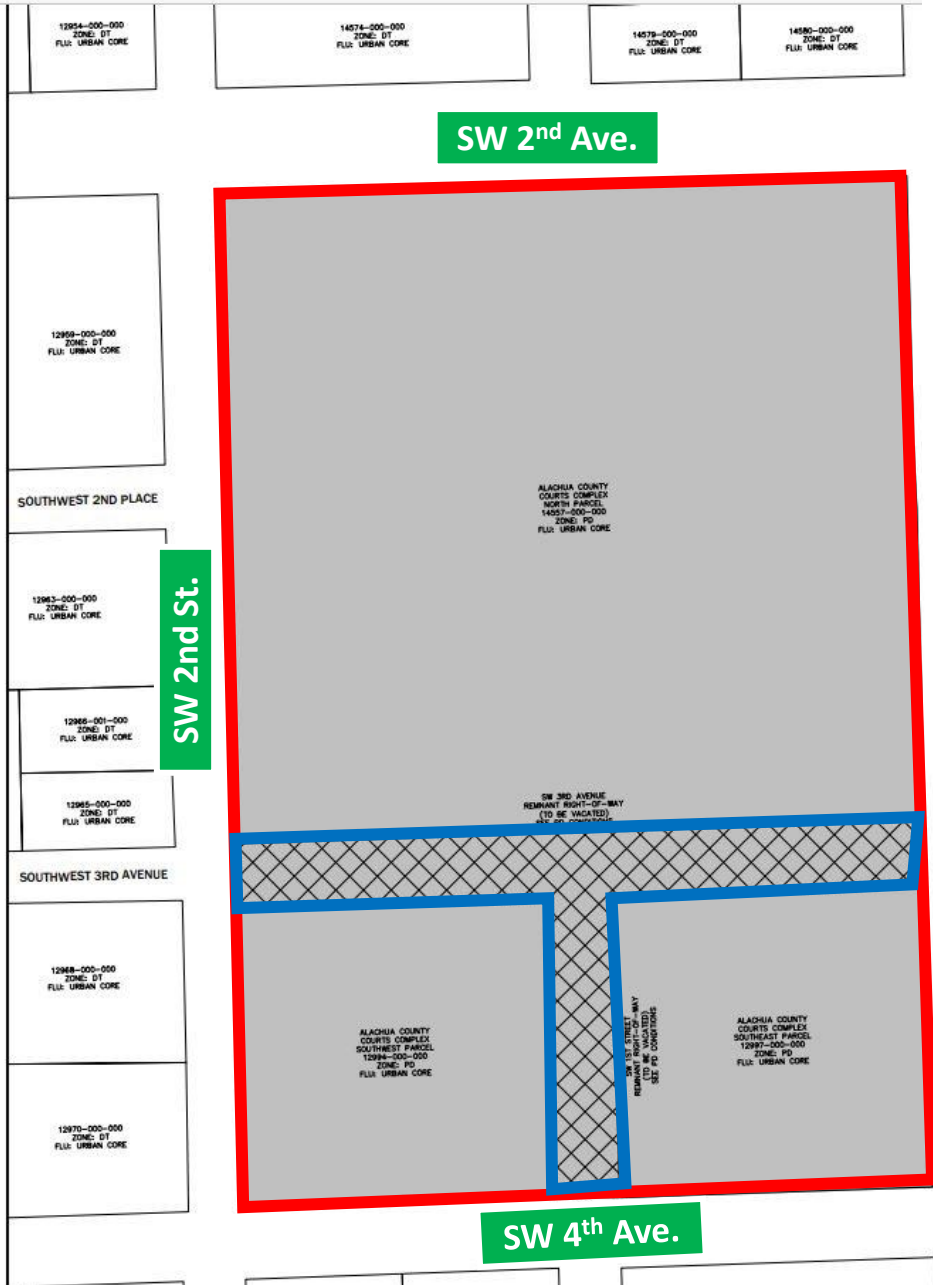 12954-000-000
ZONE: DT
FLU: URBAN CORE
14574-000-000
ZONE: DT
FLU: URBAN CORE
14579-000-000
ZONE: DT
FLU: URBAN CORE
14580-000-000
ZONE: DT
FLU: URBAN CORE
SW 2nd Ave.
12959-000-000
ZONE: DT
FLU: URBAN CORE
SOUTHWEST 2ND PLACE
ALACHUA COUNTY
COURTS COMPLEX
NORTH PARCEL
14557-000-000
ZONE: PD
FLU: URBAN CORE
SW 2nd St.
12963-000-000
ZONE: DT
FLU: URBAN CORE
12966-001-000
ZONE: DT
FLU: URBAN CORE
12965-000-000
ZONE: DT
FLU: URBAN CORE
SW 3RD AVENUE
REMNANT RIGHT-OF-WAY
(TO BE VACATED)
SEE PD CONDITIONS
SOUTHWEST 3RD AVENUE
12968-000-000
ZONE: DT
FLU: URBAN CORE
ALACHUA COUNTY
COURTS COMPLEX
SOUTHWEST PARCEL
12994-000-000
ZONE: PD
FLU: URBAN CORE
SW 1ST STREET
REMNANT RIGHT-OF-WAY
(TO BE VACATED)
SEE PD CONDITIONS
ALACHUA COUNTY
COURTS COMPLEX
SOUTHEAST PARCEL
12997-000-000
ZONE: PD
FLU: URBAN CORE
12970-000-000
ZONE: DT
FLU: URBAN CORE
SW 4th Ave.